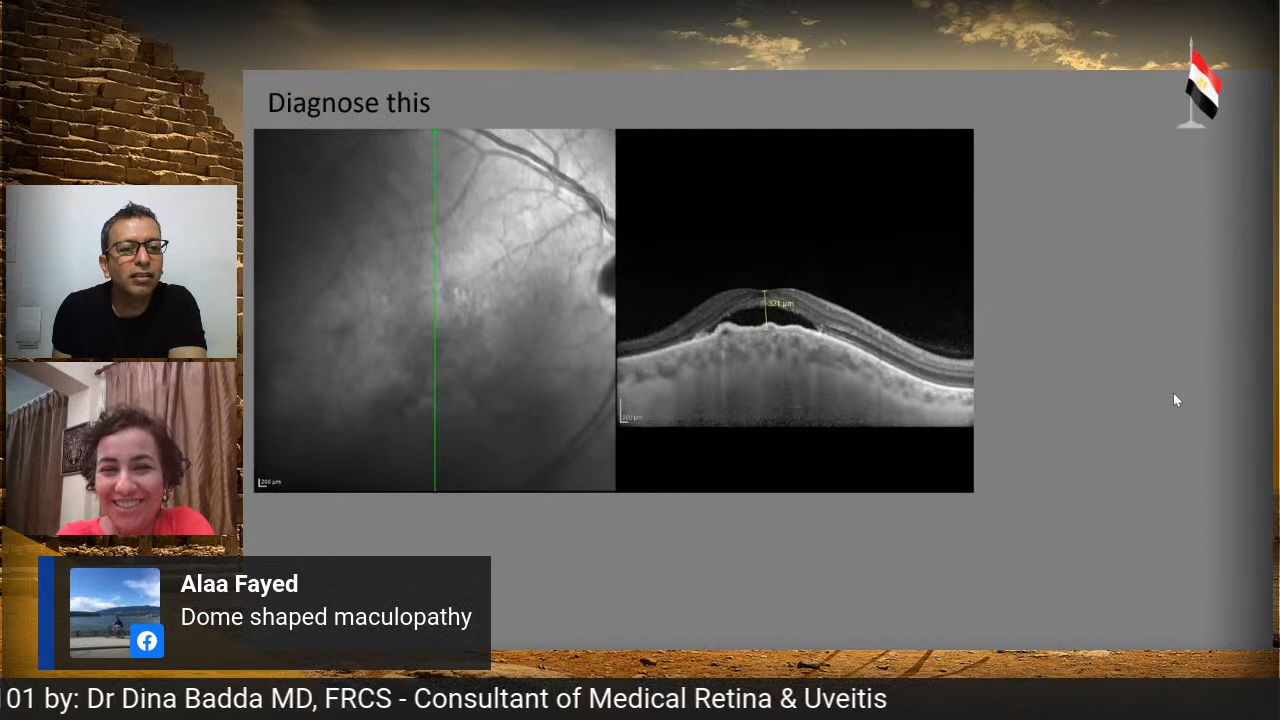 Diagnose this
321 µm
200 µm
200 µm
Alaa Fayed
Dome shaped maculopathy
101 by: Dr Dina Badda MD, FRCS - Consultant of Medical Retina & Uveitis